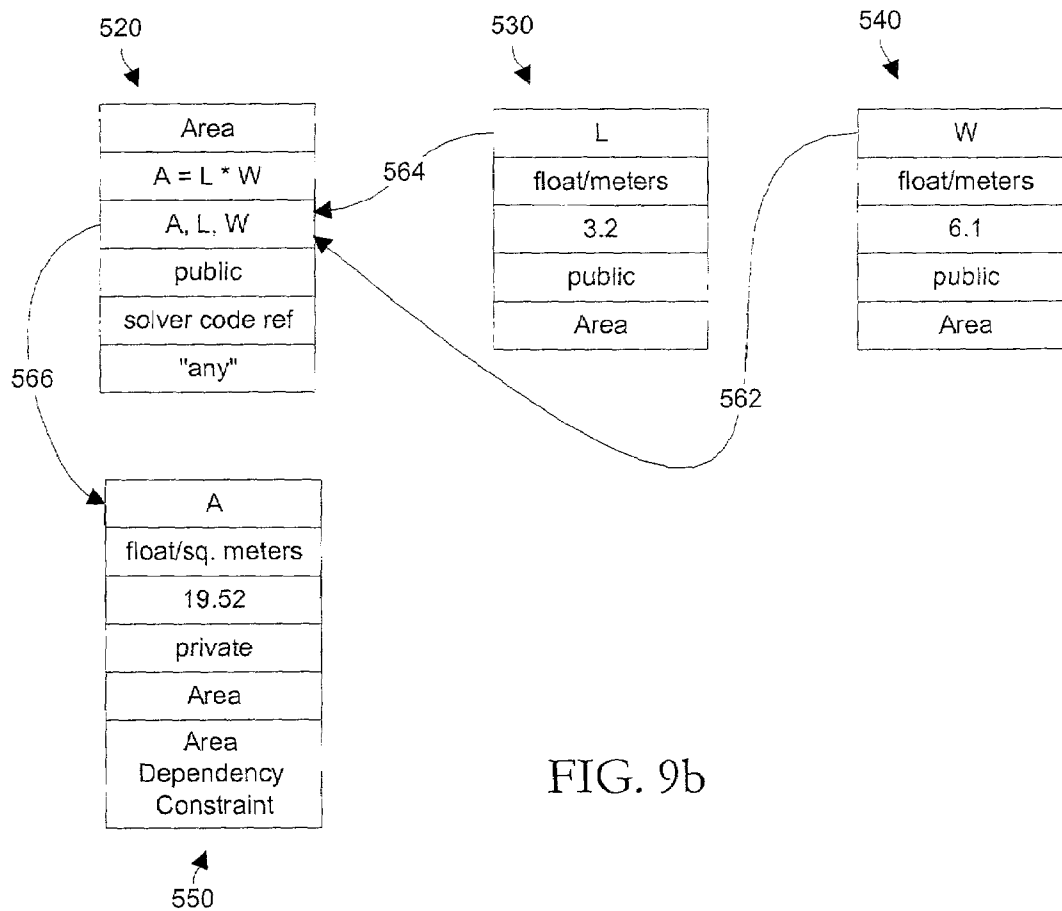 520
530
540
Area
A = L * W
A, L, W
public
solver code ref
"any"
564
L
float/meters
3.2
public
Area
W
float/meters
6.1
public
Area
566
562
A
float/sq. meters
19.52
private
Area
Area
Dependency
Constraint
550
FIG. 9b